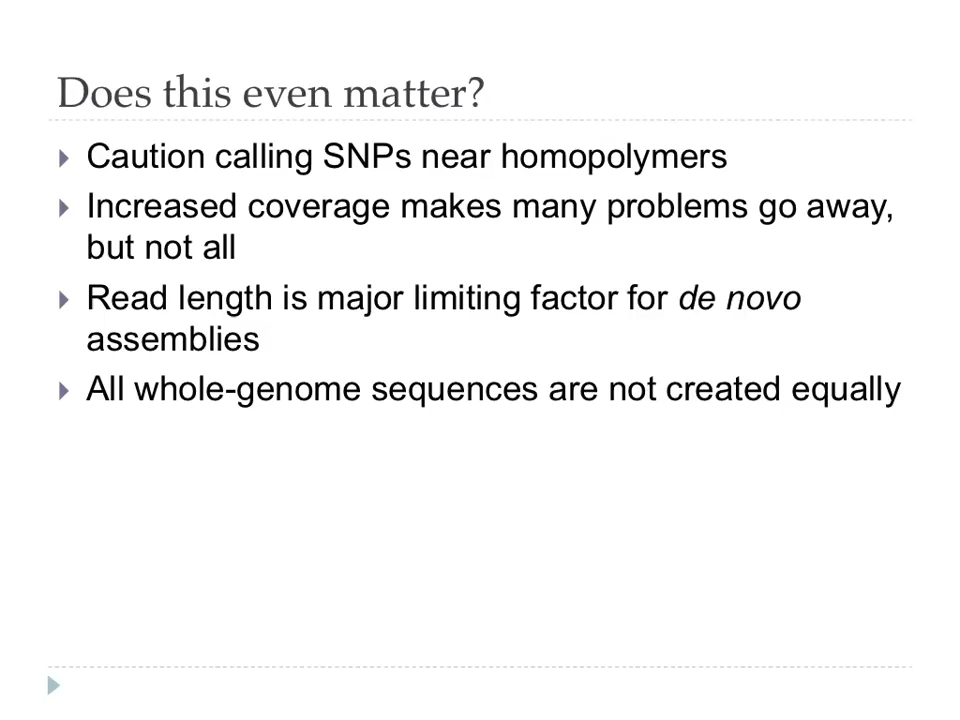 Does this even matter?
Caution calling SNPs near homopolymers
Increased coverage makes many problems go away,
but not all
Read length is major limiting factor for de novo
assemblies
All whole-genome sequences are not created equally